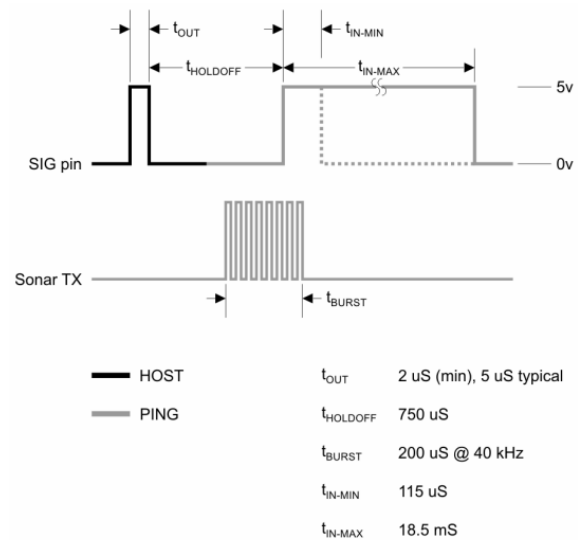 tOUT
tIN-MIN
tHOLDOFF
tIN-MAX
5v
SIG pin
0v
Sonar TX
tBURST
HOST
tOUT 2 uS (min), 5 uS typical
PING
tHOLDOFF 750 uS
tBURST 200 uS @ 40 kHz
tIN-MIN 115 uS
tIN-MAX 18.5 mS